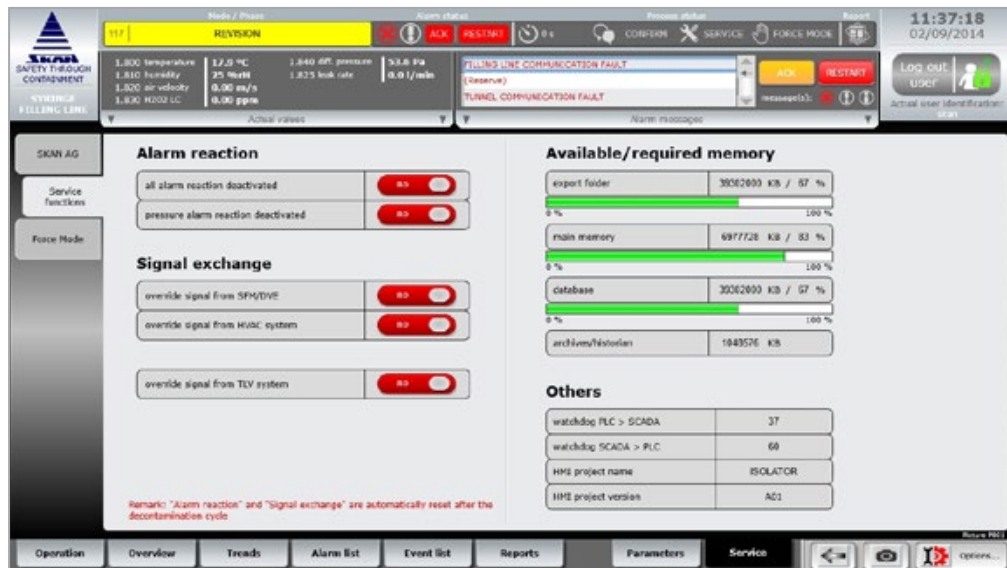 Mode / Phase
Alarm status
Process status
Report
117
REVISION
ACK
RESTART
0 s
CONFIRM
SERVICE
FORCE MODE
11:37:18
02/09/2014
SKAN
SAFETY THROUGH
CONTAINMENT
SYRINGE
FILLING LINE
1.800 temperature
17.9 °C
1.840 diff. pressure
53.6 Pa
1.810 humidity
25 %rH
1.825 leak rate
0.0 l/min
1.820 air velocity
0.00 m/s
1.830 H2O2 LC
0.00 ppm
Actual values
FILLING LINE COMMUNICATION FAULT
(Reserve)
TUNNEL COMMUNICATION FAULT
Alarm messages
ACK
RESTART
message(s):
Log out
user
Actual user identification:
skan
SKAN AG
Service
functions
Force Mode
Alarm reaction
all alarm reaction deactivated
NO
pressure alarm reaction deactivated
NO
Signal exchange
override signal from SFM/DVE
NO
override signal from HVAC system
NO
override signal from TLV system
NO
Remark: "Alarm reaction" and "Signal exchange" are automatically reset after the
decontamination cycle
Available/required memory
export folder
39302000 KB / 67 %
0 %
100 %
main memory
6977728 KB / 83 %
0 %
100 %
database
39302000 KB / 67 %
0 %
100 %
archives/historian
1048576 KB
Others
watchdog PLC > SCADA
37
watchdog SCADA > PLC
60
HMI project name
ISOLATOR
HMI project version
A01
Operation
Overview
Trends
Alarm list
Event list
Reports
Parameters
Service
Options...